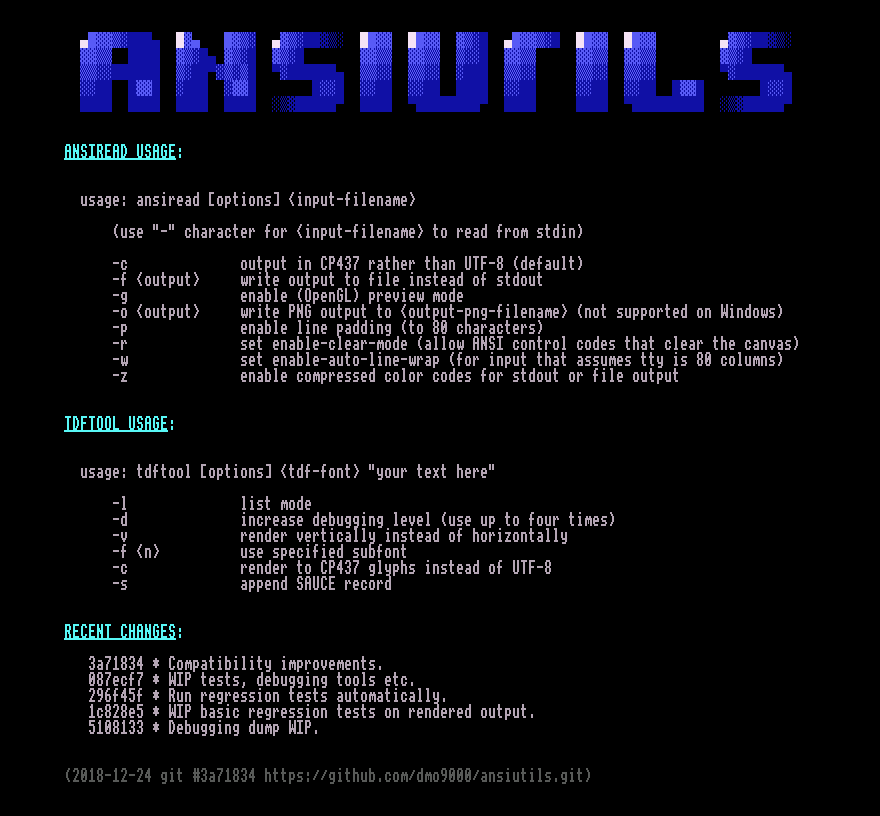 ANSIUTILS
ANSIREAD USAGE:
usage: ansiread [options] <input-filename>
(use "-" character for <input-filename> to read from stdin)
-c output in CP437 rather than UTF-8 (default)
-f <output> write output to file instead of stdout
-g enable (OpenGL) preview mode
-o <output> write PNG output to <output-png-filename> (not supported on Windows)
-p enable line padding (to 80 characters)
-r set enable-clear-mode (allow ANSI control codes that clear the canvas)
-w set enable-auto-line-wrap (for input that assumes tty is 80 columns)
-z enable compressed color codes for stdout or file output
TDFTOOL USAGE:
usage: tdftool [options] <tdf-font> "your text here"
-l list mode
-d increase debugging level (use up to four times)
-v render vertically instead of horizontally
-f <n> use specified subfont
-c render to CP437 glyphs instead of UTF-8
-s append SAUCE record
RECENT CHANGES:
3a71834 * Compatibility improvements.
087ecf7 * WIP tests, debugging tools etc.
296f45f * Run regression tests automatically.
1c828e5 * WIP basic regression tests on rendered output.
5108133 * Debugging dump WIP.
(2018-12-24 git #3a71834 https://github.com/dmo9000/ansiutils.git)